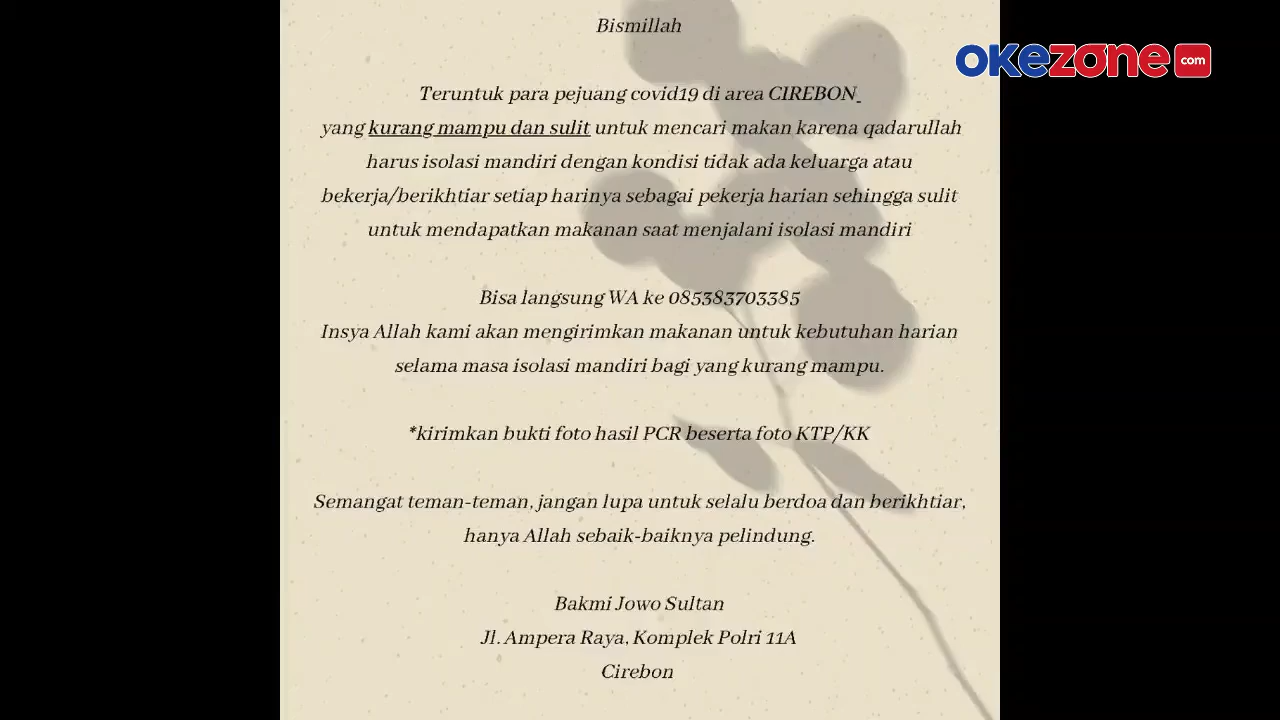 Bismillah
okezone.com
Teruntuk para pejuang covid19 di area CIREBON
yang kurang mampu dan sulit untuk mencari makan karena qadarullah
harus isolasi mandiri dengan kondisi tidak ada keluarga atau
bekerja/berikhtiar setiap harinya sebagai pekerja harian sehingga sulit
untuk mendapatkan makanan saat menjalani isolasi mandiri
Bisa langsung WA ke 085383703385
Insya Allah kami akan mengirimkan makanan untuk kebutuhan harian
selama masa isolasi mandiri bagi yang kurang mampu.
*kirimkan bukti foto hasil PCR beserta foto KTP/KK
Semangat teman-teman, jangan lupa untuk selalu berdoa dan berikhtiar,
hanya Allah sebaik-baiknya pelindung.
Bakmi Jowo Sultan
Jl. Ampera Raya, Komplek Polri 11A
Cirebon